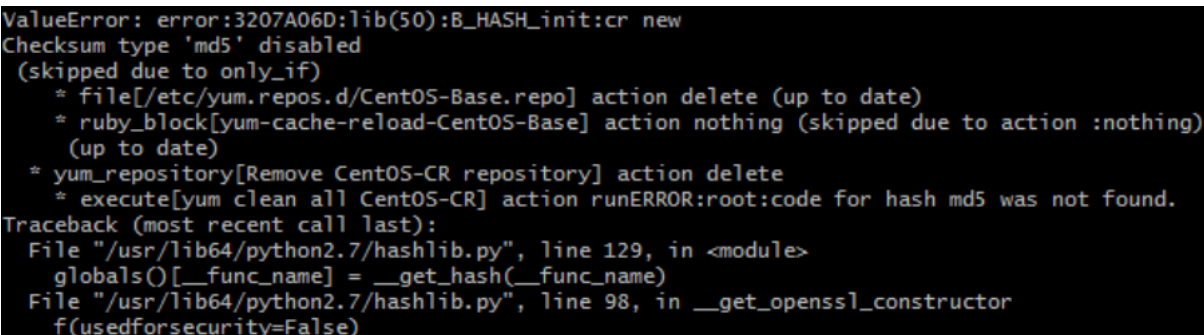 ValueError: error:3207A06D:lib(50):B_HASH_init:cr new
Checksum type 'md5' disabled
(skipped due to only_if)
* file[/etc/yum.repos.d/CentOS-Base.repo] action delete (up to date)
* ruby_block[yum-cache-reload-CentOS-Base] action nothing (skipped due to action :nothing)
(up to date)
* yum_repository[Remove CentOS-CR repository] action delete
* execute[yum clean all CentOS-CR] action runERROR:root:code for hash md5 was not found.
Traceback (most recent call last):
File "/usr/lib64/python2.7/hashlib.py", line 129, in <module>
globals()[__func_name] = __get_hash(__func_name)
File "/usr/lib64/python2.7/hashlib.py", line 98, in __get_openssl_constructor
f(usedforsecurity=False)